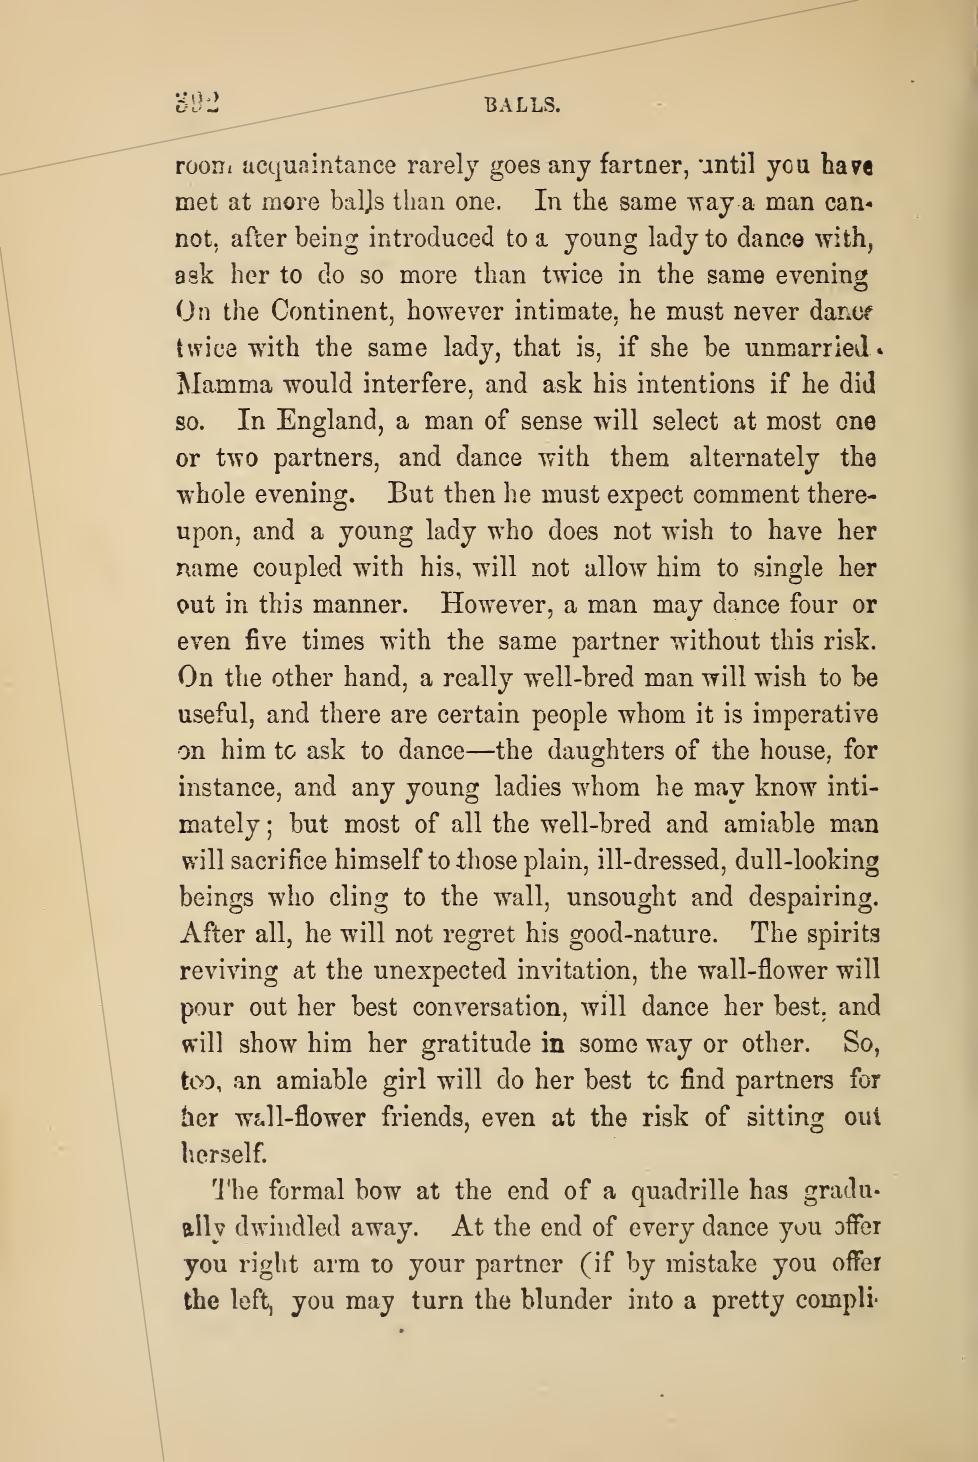 392 BALLS.
room acquaintance rarely goes any farther, until you have
met at more balls than one. In the same way a man can-
not, after being introduced to a young lady to dance with,
ask her to do so more than twice in the same evening
On the Continent, however intimate, he must never dance
twice with the same lady, that is, if she be unmarried.
Mamma would interfere, and ask his intentions if he did
so. In England, a man of sense will select at most one
or two partners, and dance with them alternately the
whole evening. But then he must expect comment there-
upon, and a young lady who does not wish to have her
name coupled with his, will not allow him to single her
out in this manner. However, a man may dance four or
even five times with the same partner without this risk.
On the other hand, a really well-bred man will wish to be
useful, and there are certain people whom it is imperative
on him to ask to dance—the daughters of the house, for
instance, and any young ladies whom he may know inti-
mately; but most of all the well-bred and amiable man
will sacrifice himself to those plain, ill-dressed, dull-looking
beings who cling to the wall, unsought and despairing.
After all, he will not regret his good-nature. The spirits
reviving at the unexpected invitation, the wall-flower will
pour out her best conversation, will dance her best, and
will show him her gratitude in some way or other. So,
too, an amiable girl will do her best to find partners for
her wall-flower friends, even at the risk of sitting out
herself.
The formal bow at the end of a quadrille has gradu-
ally dwindled away. At the end of every dance you offer
you right arm to your partner (if by mistake you offer
the left, you may turn the blunder into a pretty compli-